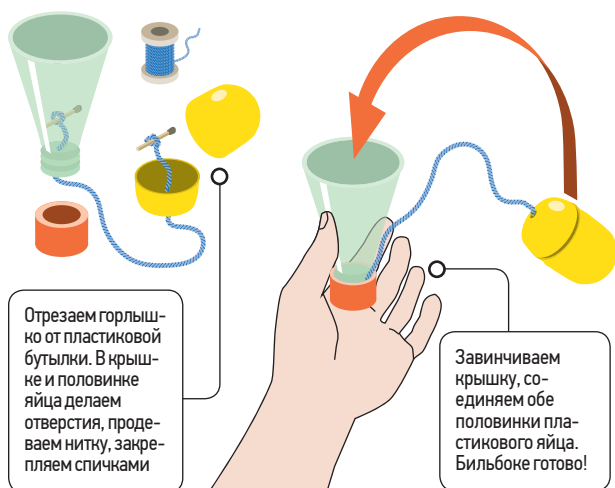 Отрезаем горлыш-
ко от пластиковой
бутылки. В крыш-
ке и половинке
яйца делаем
отверстия, проде-
ваем нитку, закре-
пляем спичками
Завинчиваем
крышку, со-
единяем обе
половинки пла-
стикового яйца.
Бильбоке готово!